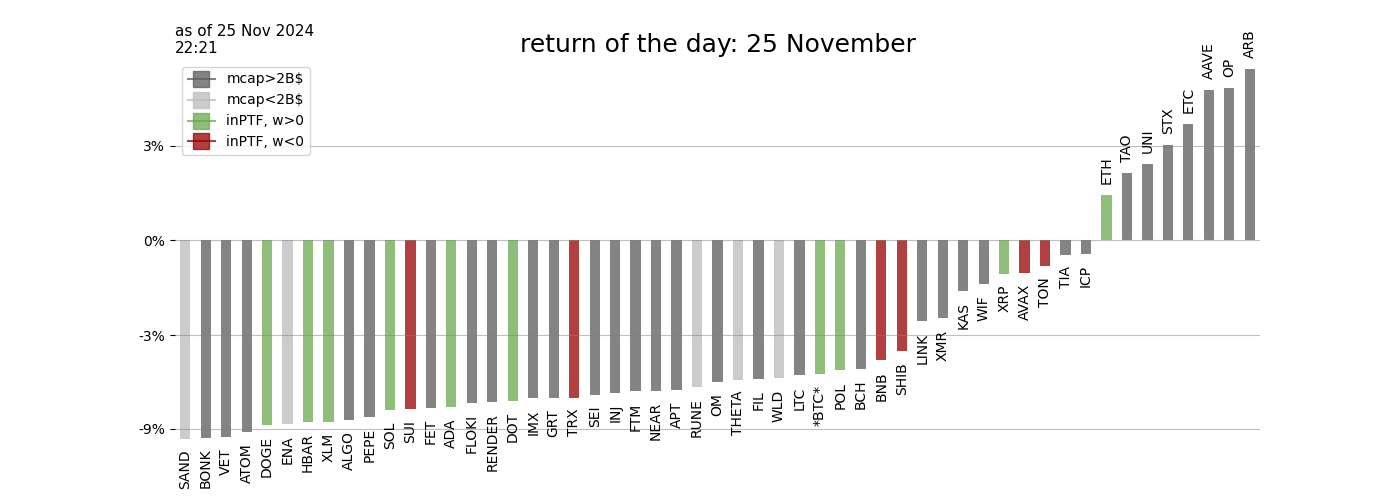 as of 25 Nov 2024
22:21
return of the day: 25 November
mcap>2B$
mcap<2B$
inPTF, w>0
inPTF, w<0
3%
0%
-3%
-9%
SAND
BONK
VET
ATOM
DOGE
ENA
HBAR
XLM
ALGO
PEPE
SOL
SUI
FET
ADA
FLOKI
RENDER
DOT
IMX
GRT
TRX
SEI
INJ
FTM
NEAR
APT
RUNE
OM
THETA
FIL
WLD
LTC
*BTC*
POL
BCH
BNB
SHIB
LINK
XMR
KAS
WIF
XRP
AVAX
TON
TIA
ICP
ETH
TAO
UNI
STX
ETC
AAVE
OP
ARB